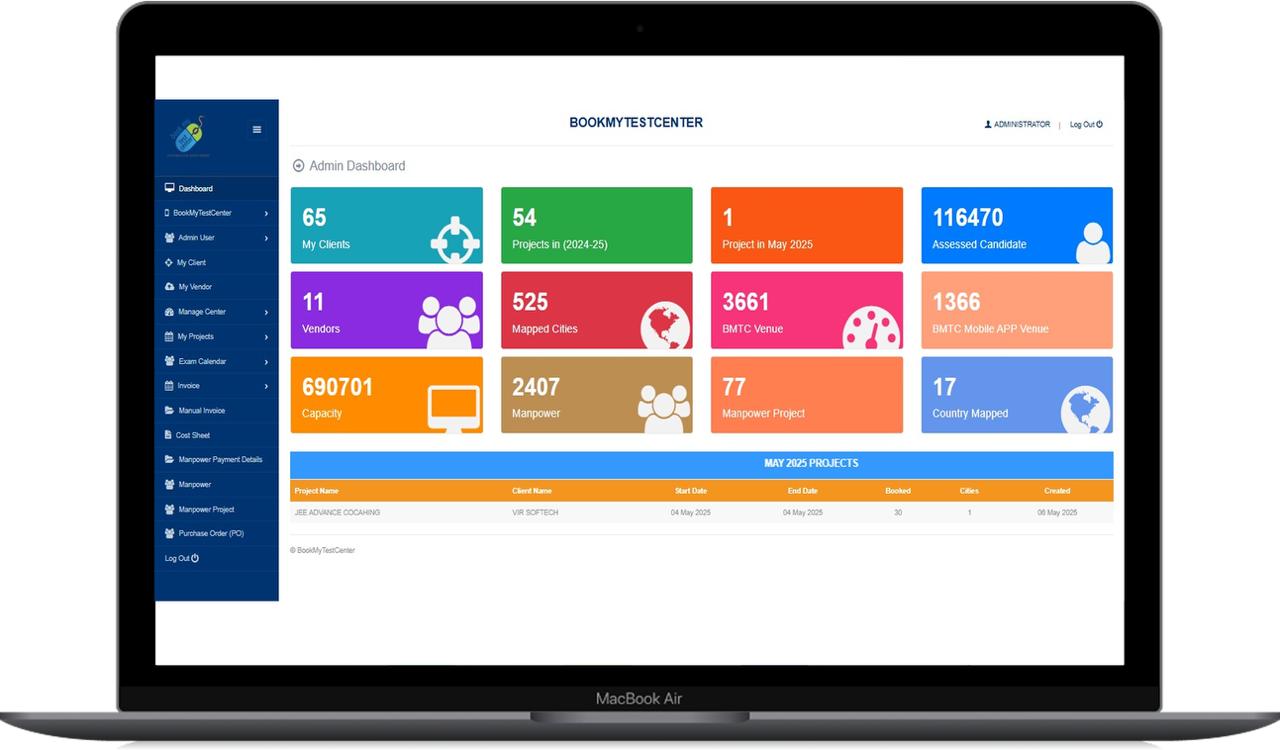 BOOKMYTESTCENTER
ADMINISTRATOR | Log Out
Admin Dashboard
Dashboard
BookMyTestCenter
Admin User
My Client
My Vendor
Manage Center
My Projects
Exam Calendar
Invoice
Manual Invoice
Cost Sheet
Manpower Payment Details
Manpower
Manpower Project
Purchase Order (PO)
Log Out
65
My Clients
54
Projects in (2024-25)
1
Project in May 2025
116470
Assessed Candidate
11
Vendors
525
Mapped Cities
3661
BMTC Venue
1366
BMTC Mobile APP Venue
690701
Capacity
2407
Manpower
77
Manpower Project
17
Country Mapped
MAY 2025 PROJECTS
Project Name Client Name Start Date End Date Booked Cities Created
JEE ADVANCE COCAHING VIR SOFTECH 04 May 2025 04 May 2025 30 1 06 May 2025
© BookMyTestCenter
MacBook Air